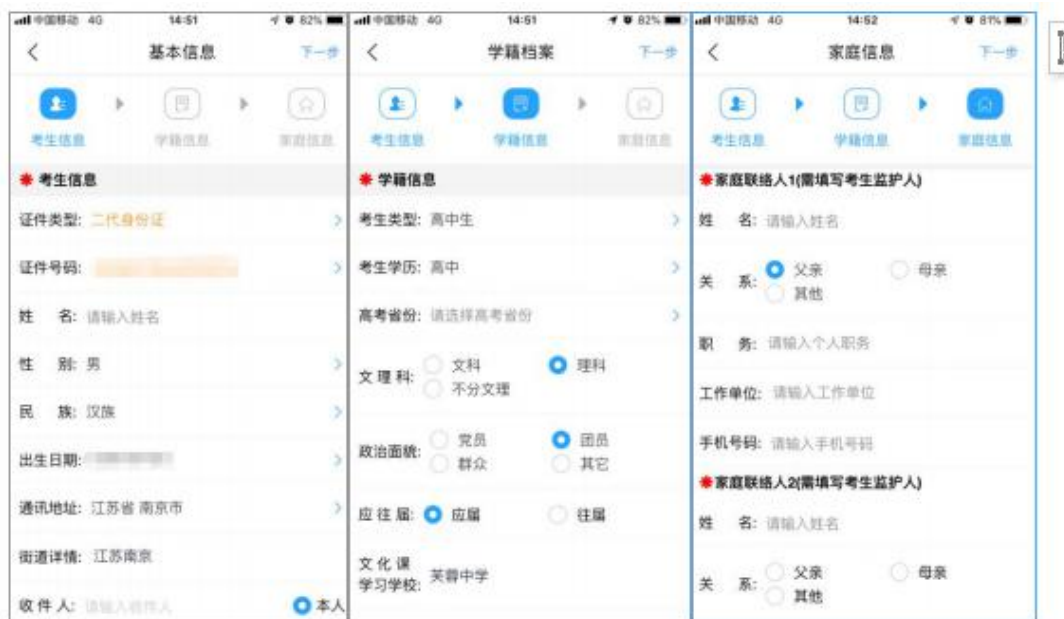 中国移动 4G 14:51 82%
基本信息 下一步
考生信息 学籍信息 家庭信息
考生信息
证件类型: 二代身份证
证件号码:
姓 名: 请输入姓名
性 别: 男
民 族: 汉族
出生日期:
通讯地址: 江苏省 南京市
街道详情: 江苏南京
收 件 人: 请输入收件人 本人
中国移动 4G 14:51 82%
学籍档案 下一步
考生信息 学籍信息 家庭信息
学籍信息
考生类型: 高中生
考生学历: 高中
高考省份: 请选择高考省份
文 理 科: 文科 理科
不分文理
政治面貌: 党员 团员
群众 其它
应 往 届: 应届 往届
文 化 课
学习学校: 芙蓉中学
中国移动 4G 14:52 81%
家庭信息 下一步
考生信息 学籍信息 家庭信息
家庭联络人1(需填写考生监护人)
姓 名: 请输入姓名
关 系: 父亲 母亲
其他
职 务: 请输入个人职务
工作单位: 请输入工作单位
手机号码: 请输入手机号码
家庭联络人2(需填写考生监护人)
姓 名: 请输入姓名
关 系: 父亲 母亲
其他